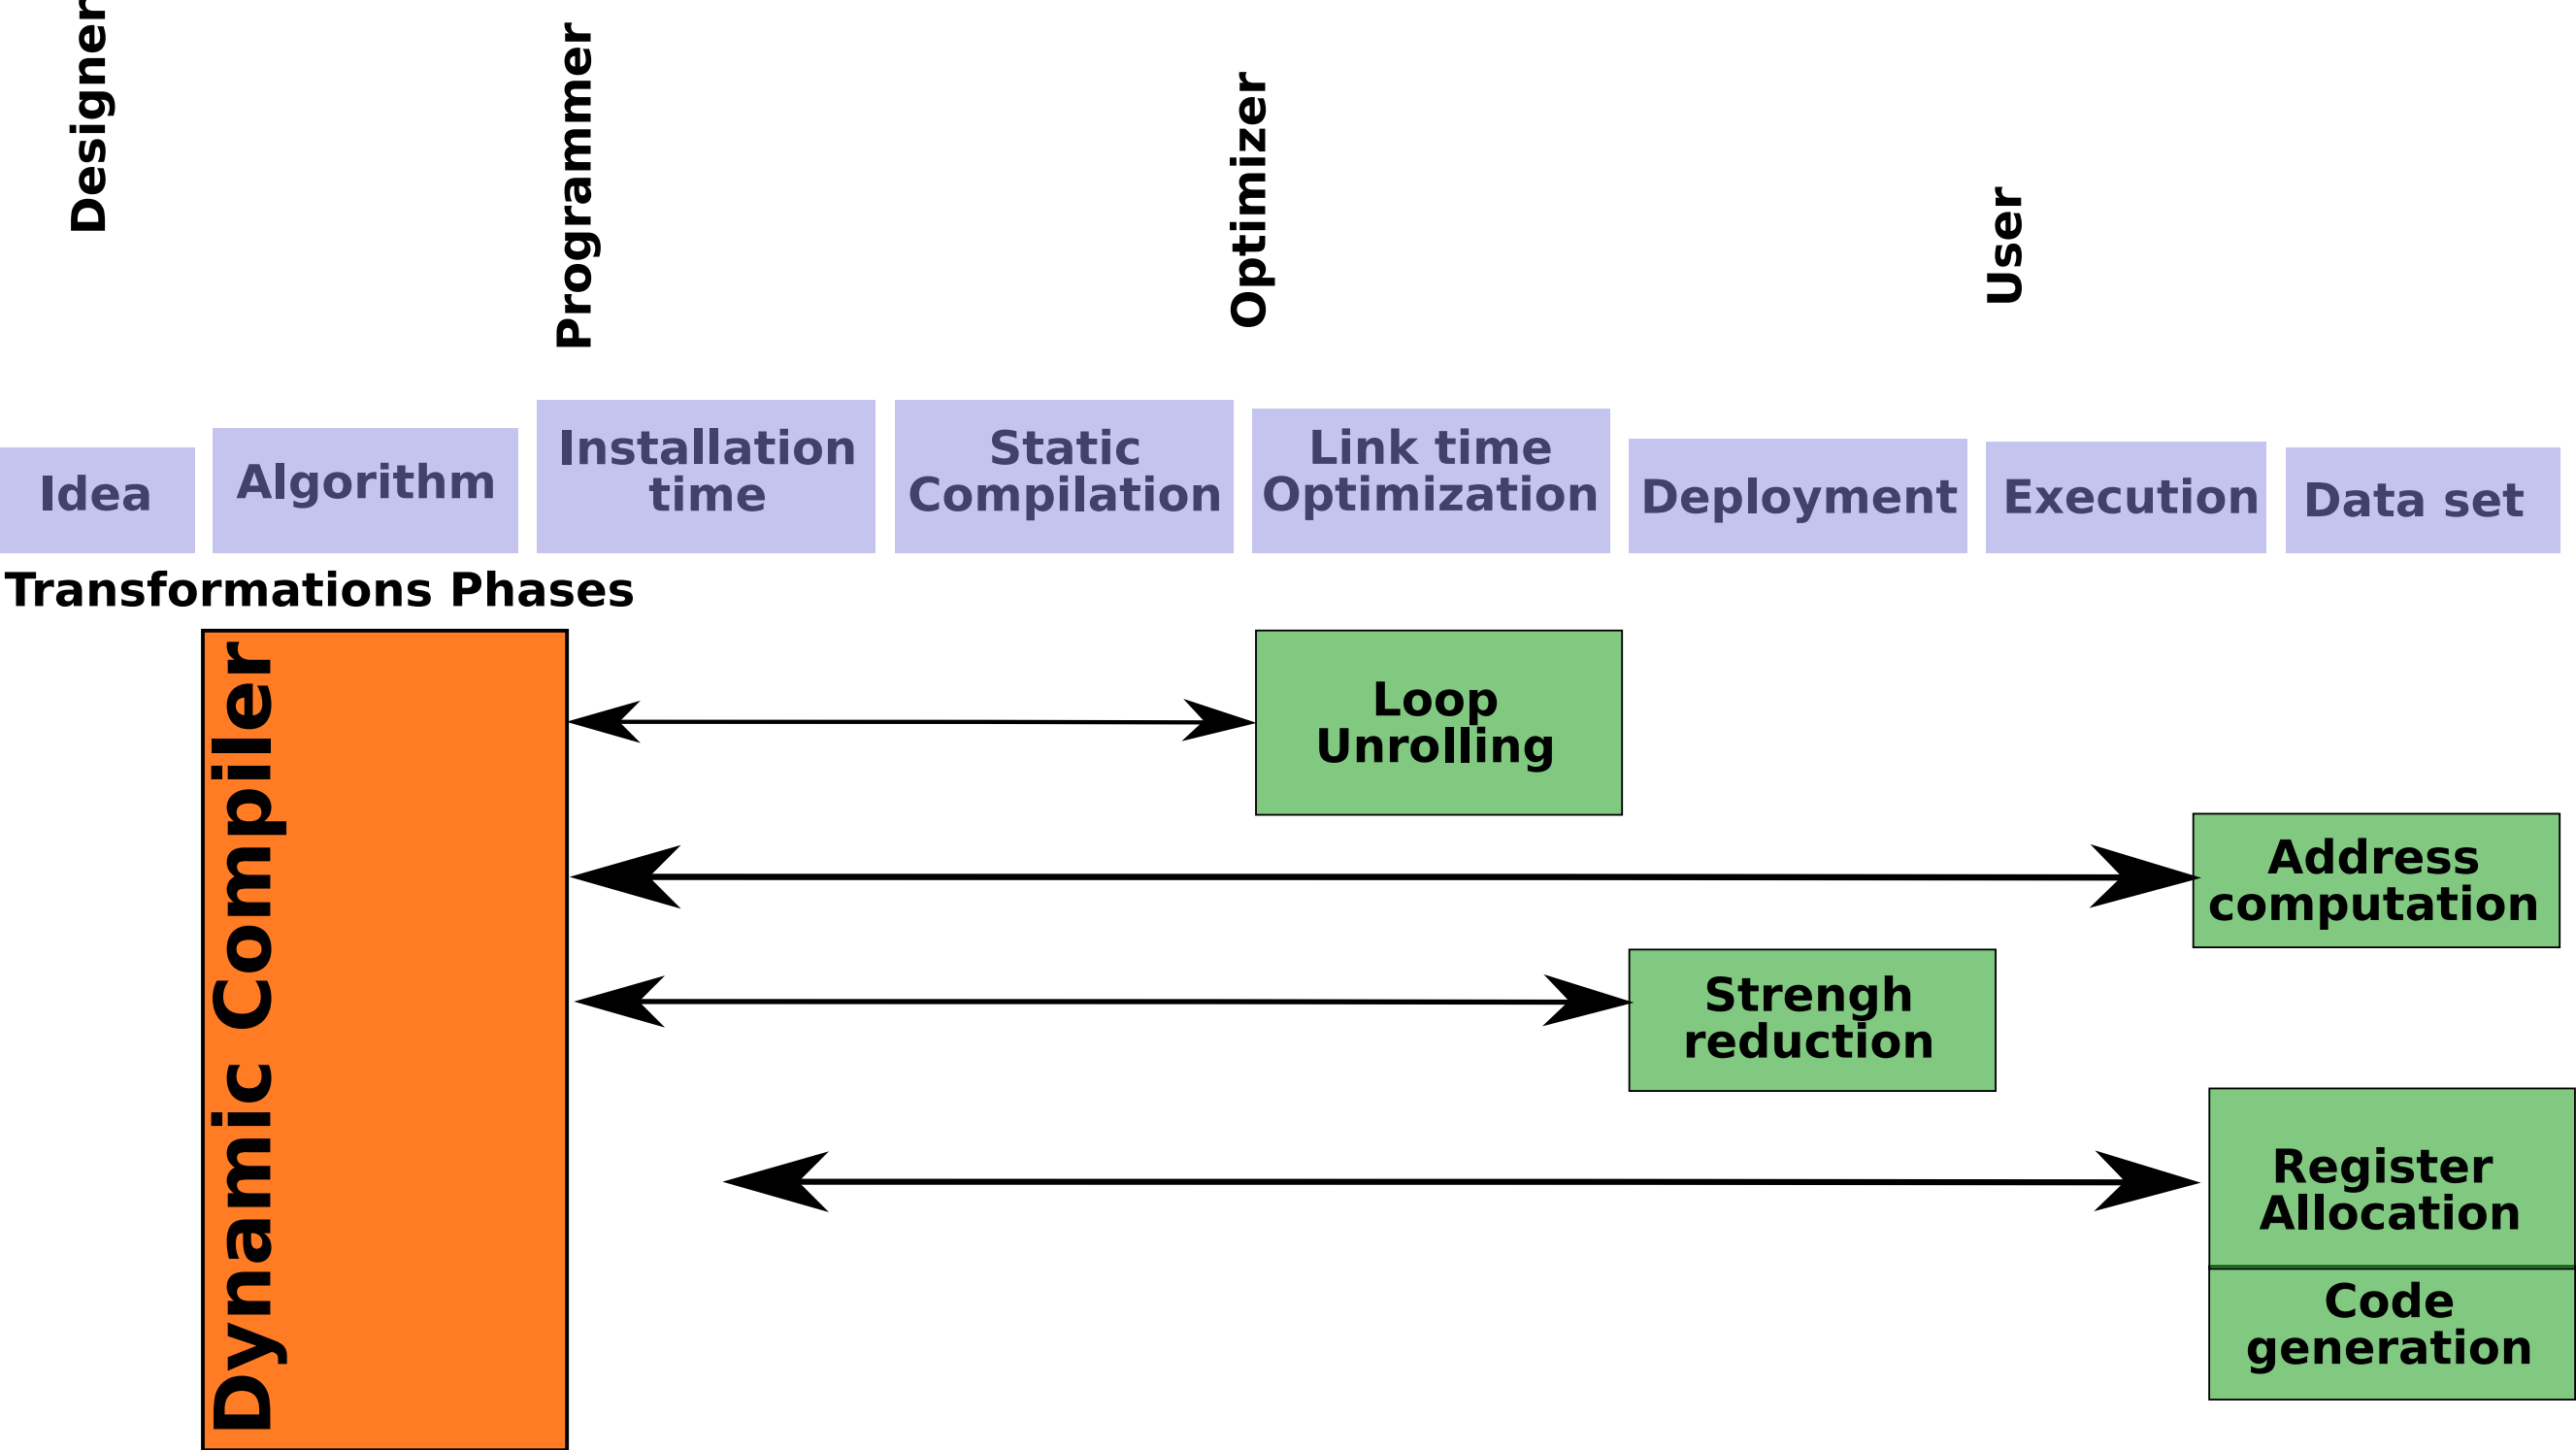 Designer
Programmer
Optimizer
User
Idea
Algorithm
Installation
time
Static
Compilation
Link time
Optimization
Deployment
Execution
Data set
Transformations Phases
Dynamic Compiler
Loop
Unrolling
Address
computation
Strengh
reduction
Register
Allocation
Code
generation